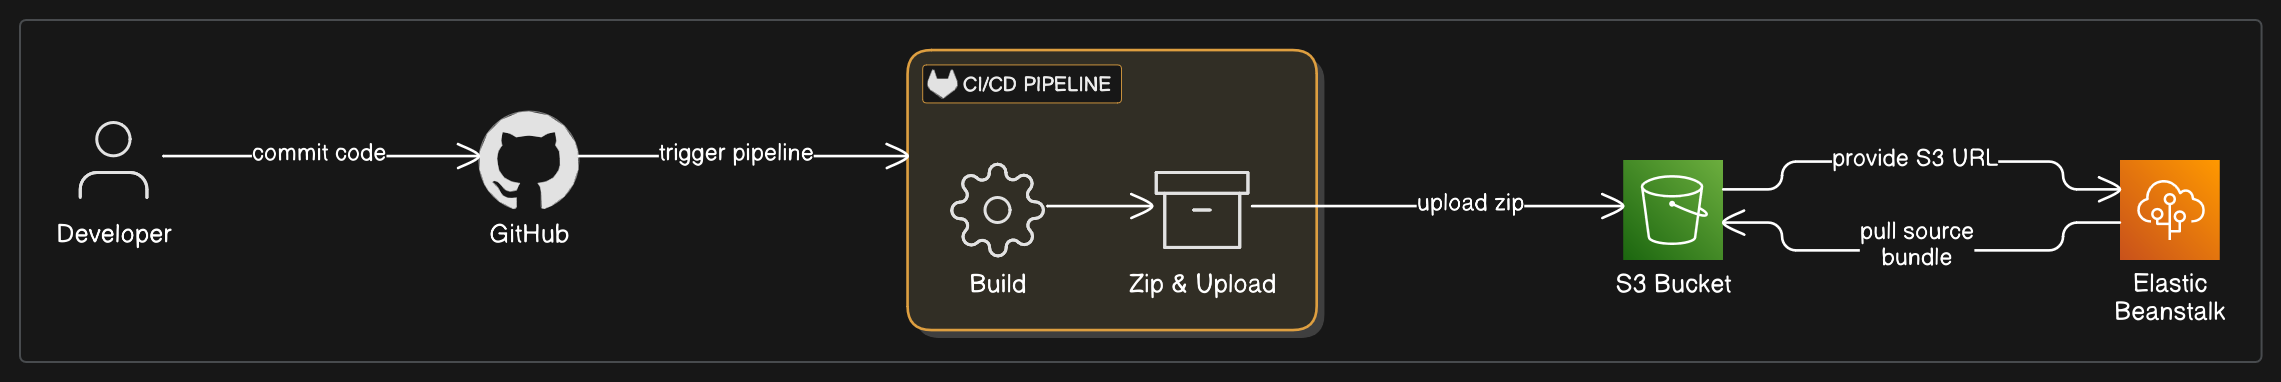 CI/CD PIPELINE
commit code
trigger pipeline
provide S3 URL
upload zip
pull source
bundle
Developer
GitHub
Build
Zip & Upload
S3 Bucket
Elastic
Beanstalk